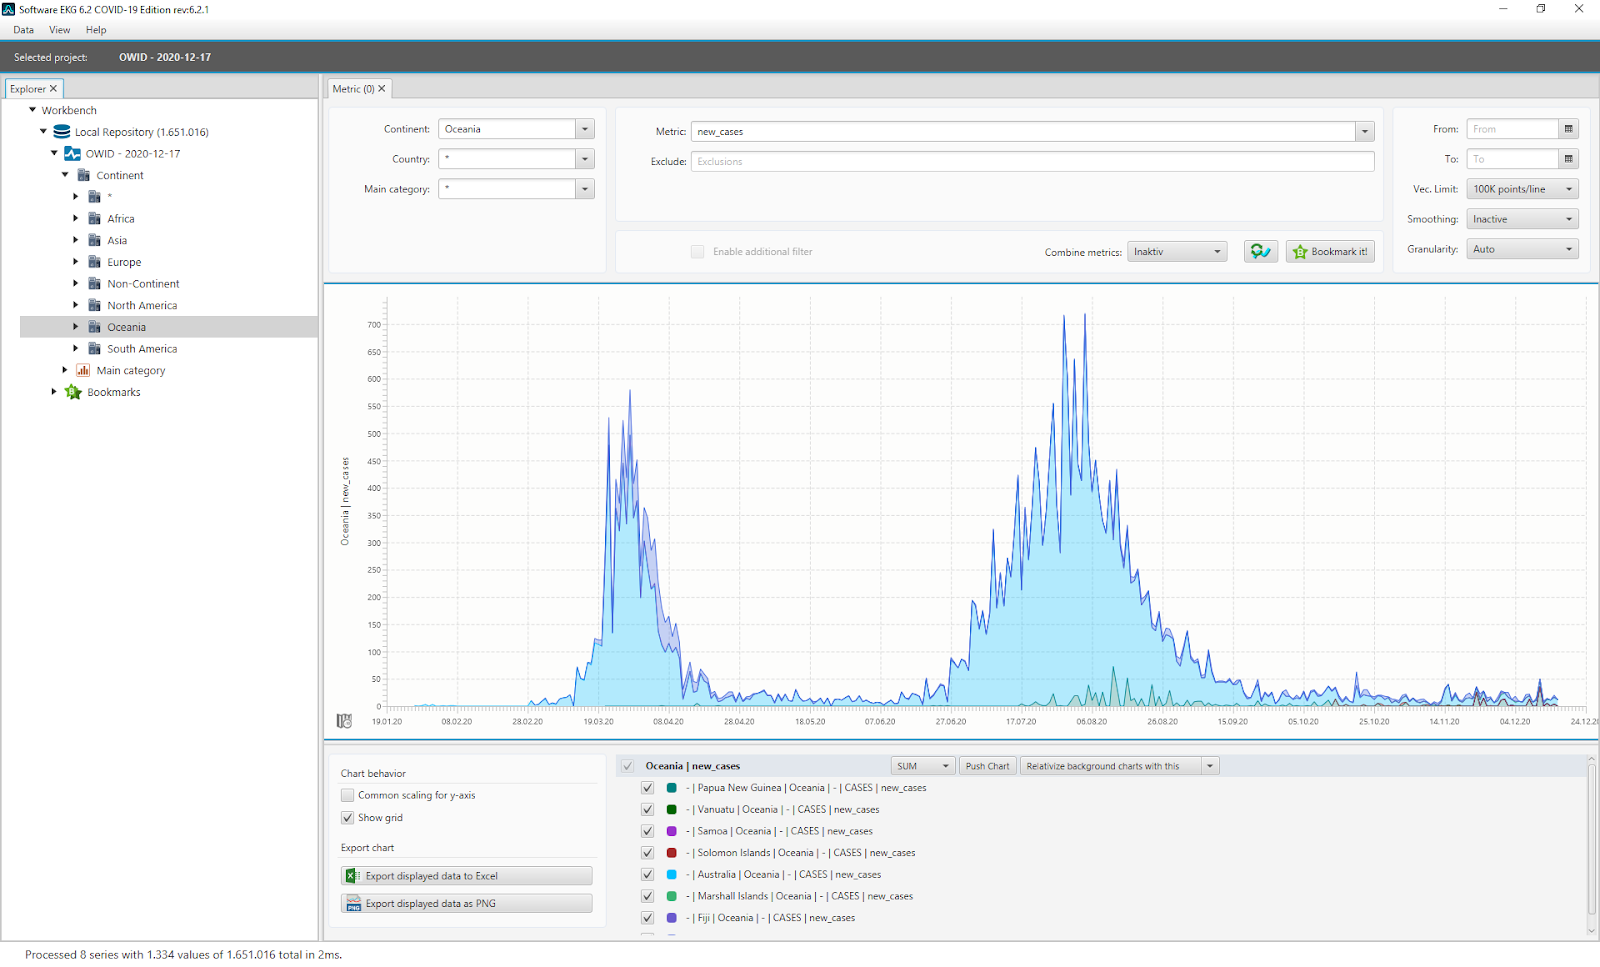 Software EKG 6.2 COVID-19 Edition rev:6.2.1
Data View Help
Selected project: OWID - 2020-12-17
Explorer
Workbench
Local Repository (1.651.016)
OWID - 2020-12-17
Continent
*
Africa
Asia
Europe
Non-Continent
North America
Oceania
South America
Main category
Bookmarks
Metric (0)
Continent: Oceania
Country: *
Main category: *
Metric: new_cases
Exclude: Exclusions
Enable additional filter
Combine metrics: Inaktiv
Bookmark it!
From: From
To: To
Vec. Limit: 100K points/line
Smoothing: Inactive
Granularity: Auto
Oceania | new_cases
700
650
600
550
500
450
400
350
300
250
200
150
100
50
0
19.01.20 08.02.20 28.02.20 19.03.20 08.04.20 28.04.20 18.05.20 07.06.20 27.06.20 17.07.20 06.08.20 26.08.20 15.09.20 05.10.20 25.10.20 14.11.20 04.12.20 24.12.20
Chart behavior
Common scaling for y-axis
Show grid
Export chart
Export displayed data to Excel
PNG
Export displayed data as PNG
Oceania | new_cases SUM Push Chart Relativize background charts with this
- | Papua New Guinea | Oceania | - | CASES | new_cases
- | Vanuatu | Oceania | - | CASES | new_cases
- | Samoa | Oceania | - | CASES | new_cases
- | Solomon Islands | Oceania | - | CASES | new_cases
- | Australia | Oceania | - | CASES | new_cases
- | Marshall Islands | Oceania | - | CASES | new_cases
- | Fiji | Oceania | - | CASES | new_cases
Processed 8 series with 1.334 values of 1.651.016 total in 2ms.